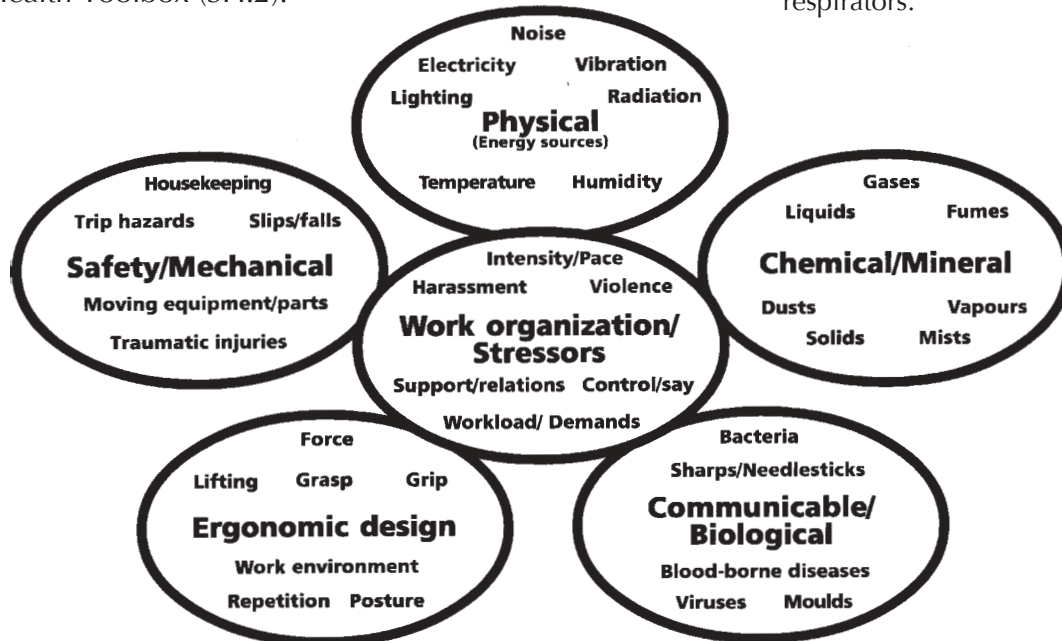 Health Toolbox (s4.2).
respirators.
Noise
Electricity Vibration
Lighting Radiation
Physical
(Energy sources)
Temperature Humidity
Housekeeping
Trip hazards Slips/falls
Safety/Mechanical
Moving equipment/parts
Traumatic injuries
Gases
Liquids Fumes
Chemical/Mineral
Dusts Vapours
Solids Mists
Intensity/Pace
Harassment Violence
Work organization/
Stressors
Support/relations Control/say
Workload/ Demands
Force
Lifting Grasp Grip
Ergonomic design
Work environment
Repetition Posture
Bacteria
Sharps/Needlesticks
Communicable/
Biological
Blood-borne diseases
Viruses Moulds